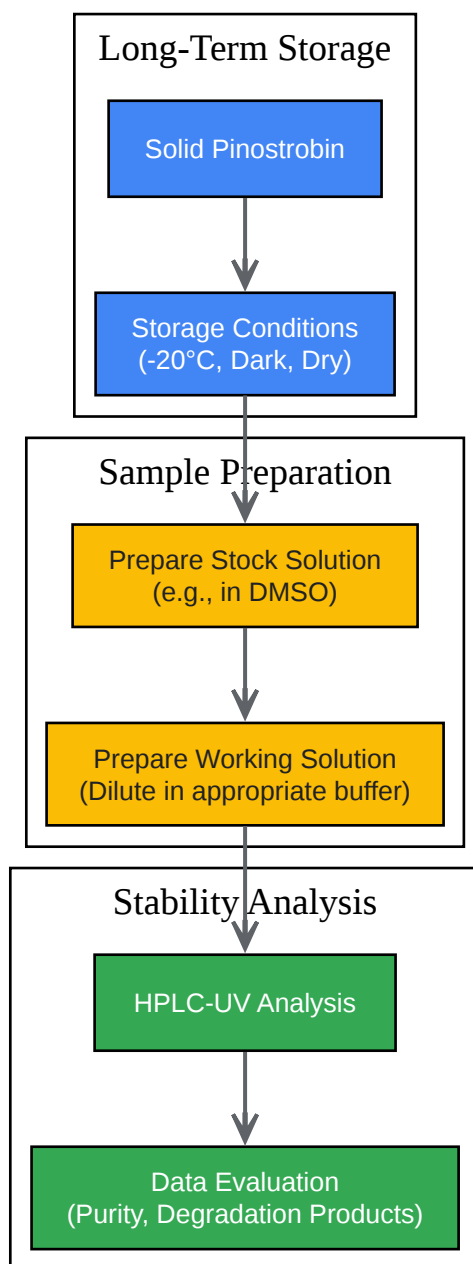 Long-Term Storage
Solid Pinostrobin
Storage Conditions
(-20°C, Dark, Dry)
Sample Preparation
Prepare Stock Solution
(e.g., in DMSO)
Prepare Working Solution
(Dilute in appropriate buffer)
Stability Analysis
HPLC-UV Analysis
Data Evaluation
(Purity, Degradation Products)